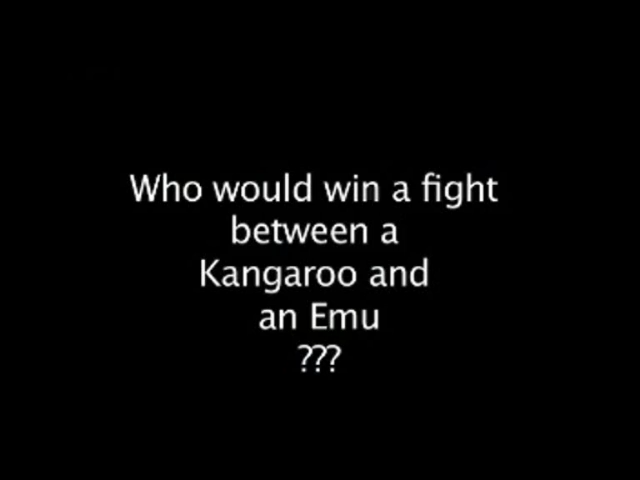 Who would win a fight
between a
Kangaroo and
an Emu
???